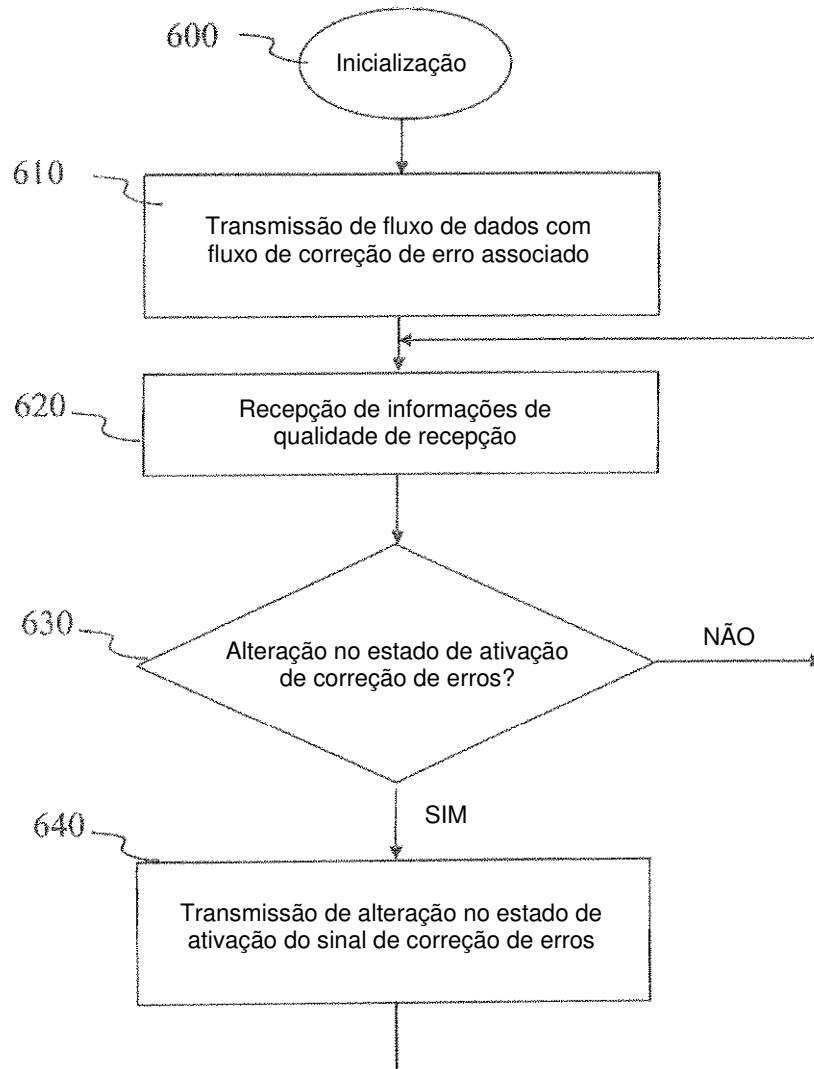 600
Inicialização
610
Transmissão de fluxo de dados com
fluxo de correção de erro associado
620
Recepção de informações de
qualidade de recepção
630
Alteração no estado de ativação
de correção de erros?
NÃO
SIM
640
Transmissão de alteração no estado de
ativação do sinal de correção de erros